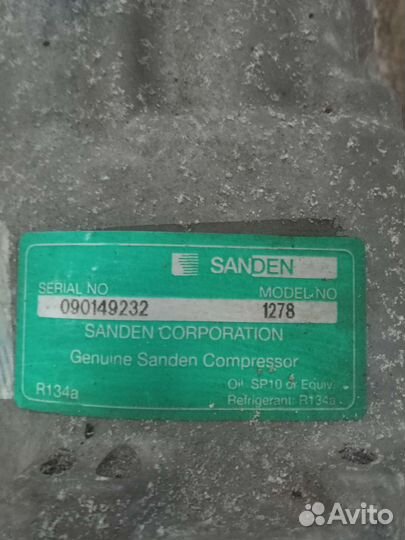 SANDEN
SERIAL NO MODEL NO
090149232 1278
SANDEN CORPORATION
Genuine Sanden Compressor
Oil: SP10 or Equiv.
R134a Refrigerant: R134a
Avito